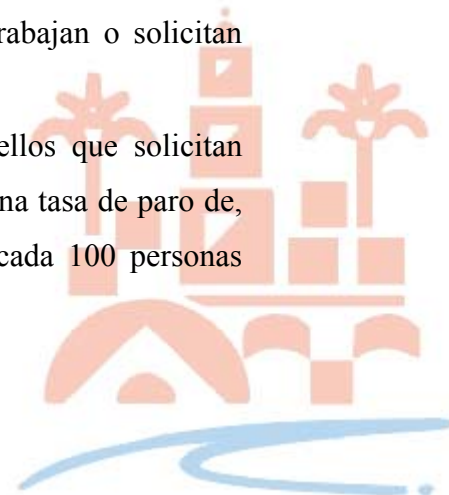 rabajan o solicitan
ellos que solicitan
na tasa de paro de,
cada 100 personas